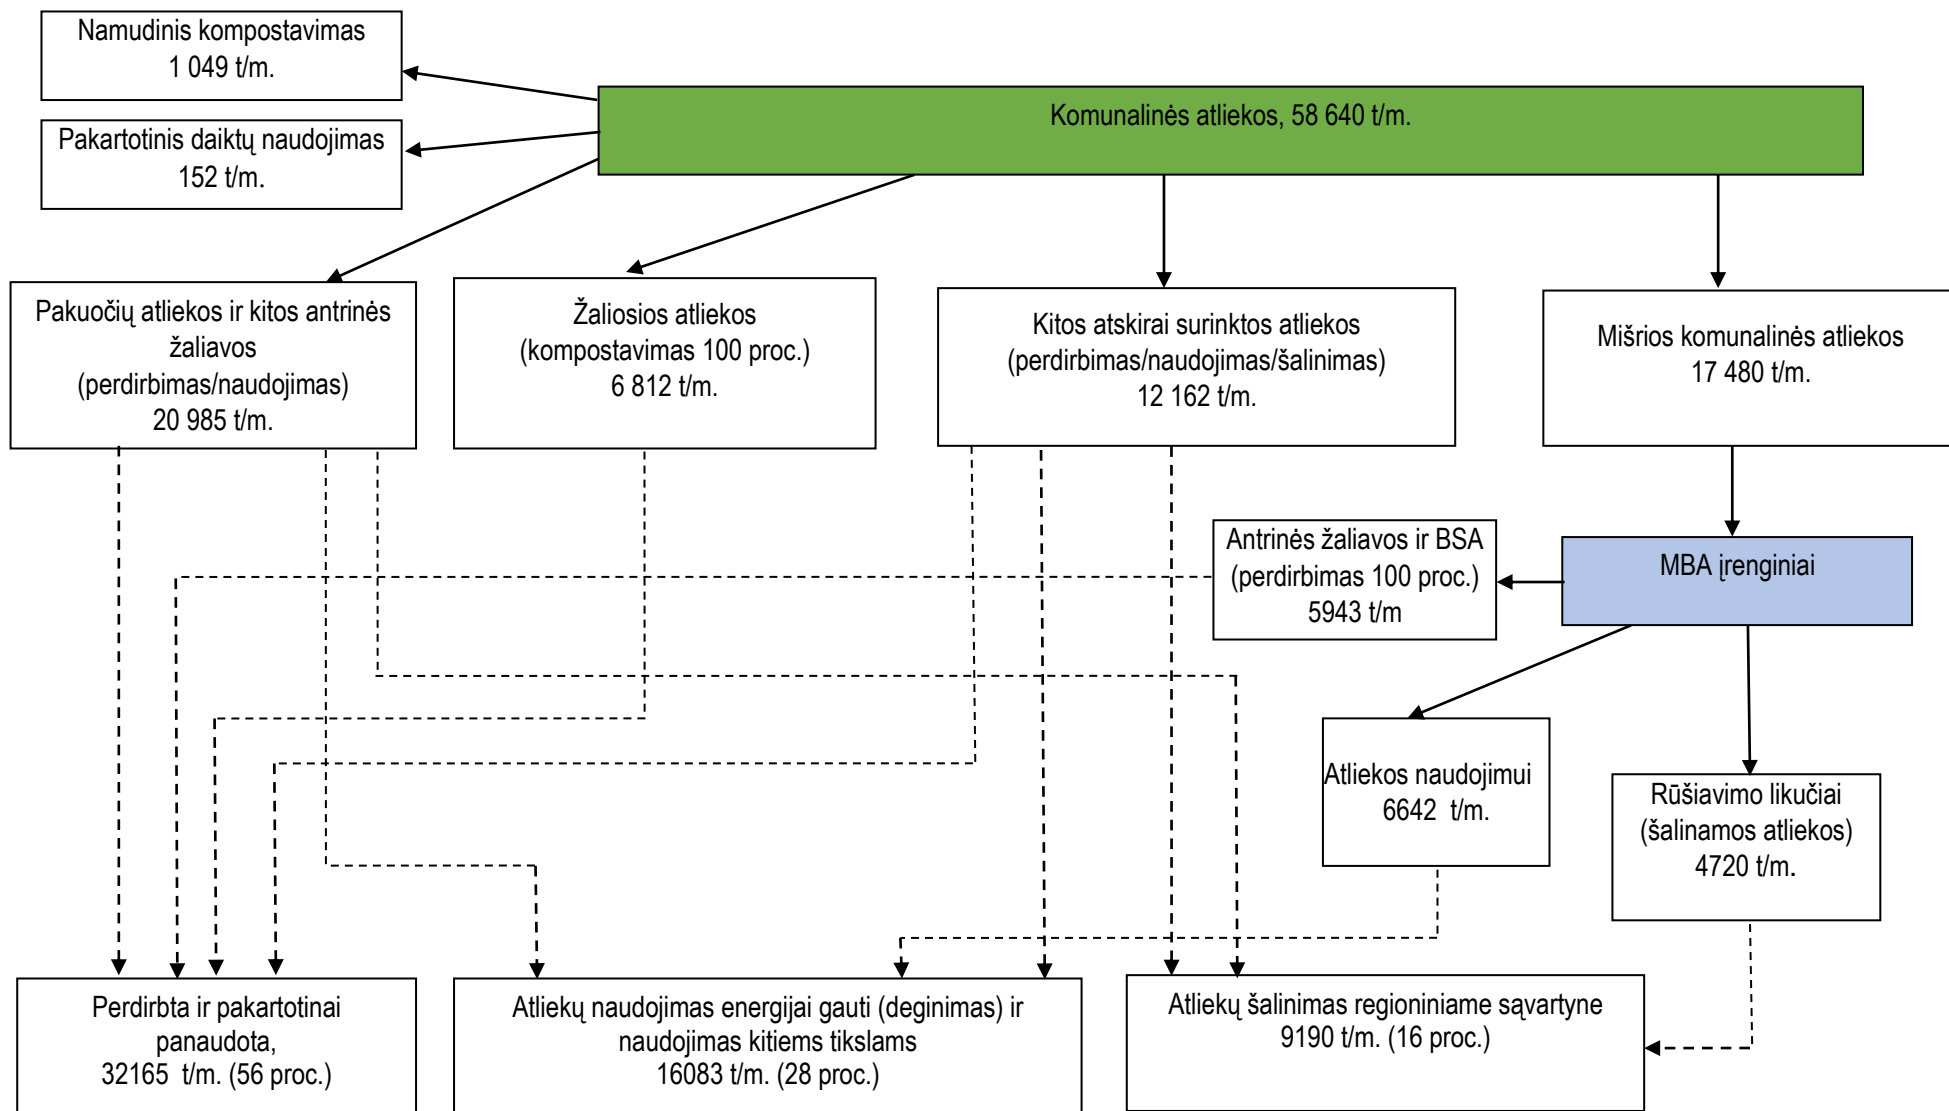 Namudinis kompostavimas
1 049 t/m.
Komunalinės atliekos, 58 640 t/m.
Pakartotinis daiktų naudojimas
152 t/m.
Pakuočių atliekos ir kitos antrinės
žaliavos
(perdirbimas/naudojimas)
20 985 t/m.
Žaliosios atliekos
(kompostavimas 100 proc.)
6 812 t/m.
Kitos atskirai surinktos atliekos
(perdirbimas/naudojimas/šalinimas)
12 162 t/m.
Mišrios komunalinės atliekos
17 480 t/m.
Antrinės žaliavos ir BSA
(perdirbimas 100 proc.)
5943 t/m
MBA įrenginiai
Atliekos naudojimui
6642 t/m.
Rūšiavimo likučiai
(šalinamos atliekos)
4720 t/m.
Perdirbta ir pakartotinai
panaudota,
32165 t/m. (56 proc.)
Atliekų naudojimas energijai gauti (deginimas) ir
naudojimas kitiems tikslams
16083 t/m. (28 proc.)
Atliekų šalinimas regioniniame sąvartyne
9190 t/m. (16 proc.)